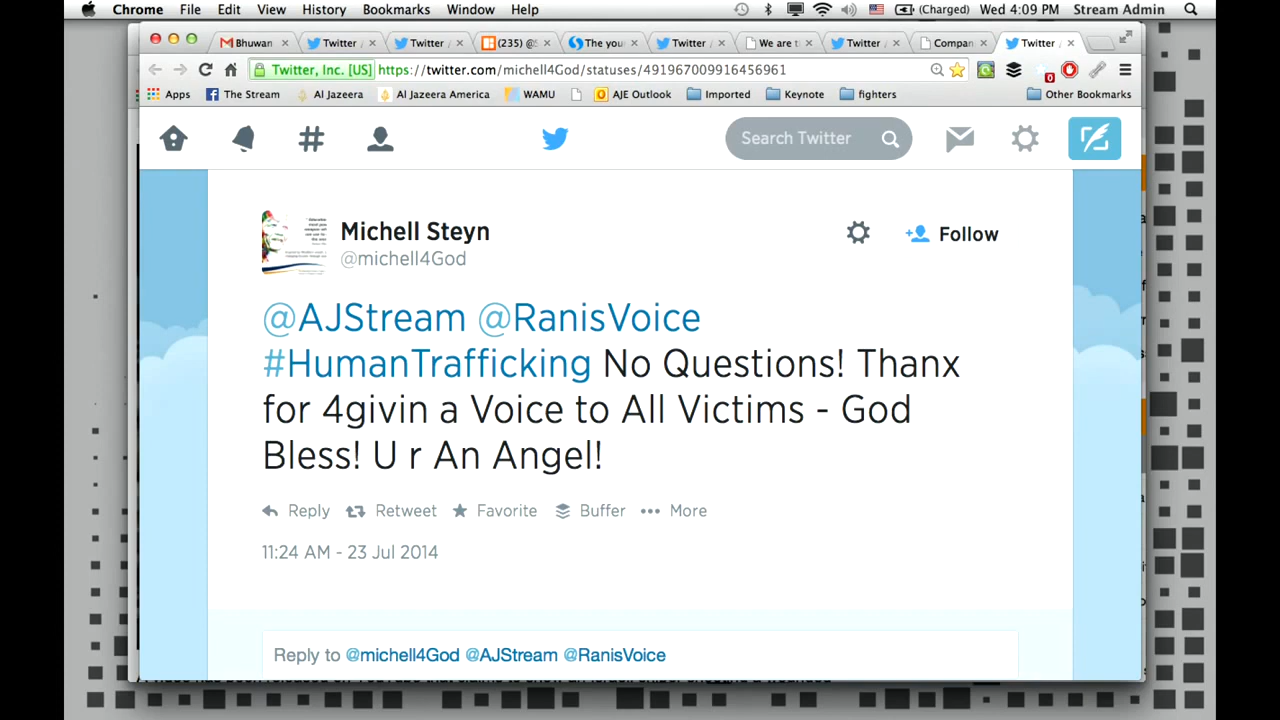 Chrome File Edit View History Bookmarks Window Help (Charged) Wed 4:09 PM Stream Admin
Bhuwan Twitter / Twitter (235) @S The you Twitter / We are t Twitter / Compan Twitter /
Twitter, Inc. [US] https://twitter.com/michell4God/statuses/491967009916456961
Apps The Stream Al Jazeera Al Jazeera America WAMU AJE Outlook Imported Keynote fighters Other Bookmarks
0
Search Twitter
Michell Steyn
@michell4God
Follow
@AJStream @RanisVoice
#HumanTrafficking No Questions! Thanx
for 4givin a Voice to All Victims - God
Bless! U r An Angel!
Reply Retweet Favorite Buffer More
11:24 AM - 23 Jul 2014
Reply to @michell4God @AJStream @RanisVoice